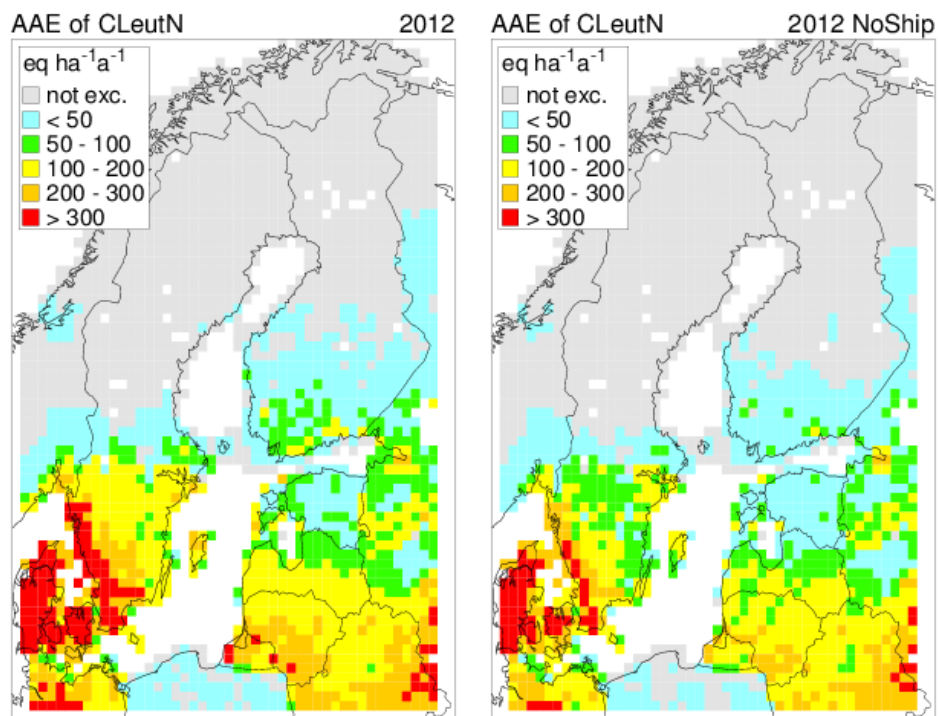 AAE of CLeutN 2012
eq ha⁻¹a⁻¹
not exc.
< 50
50 - 100
100 - 200
200 - 300
> 300
AAE of CLeutN 2012 NoShip
eq ha⁻¹a⁻¹
not exc.
< 50
50 - 100
100 - 200
200 - 300
> 300